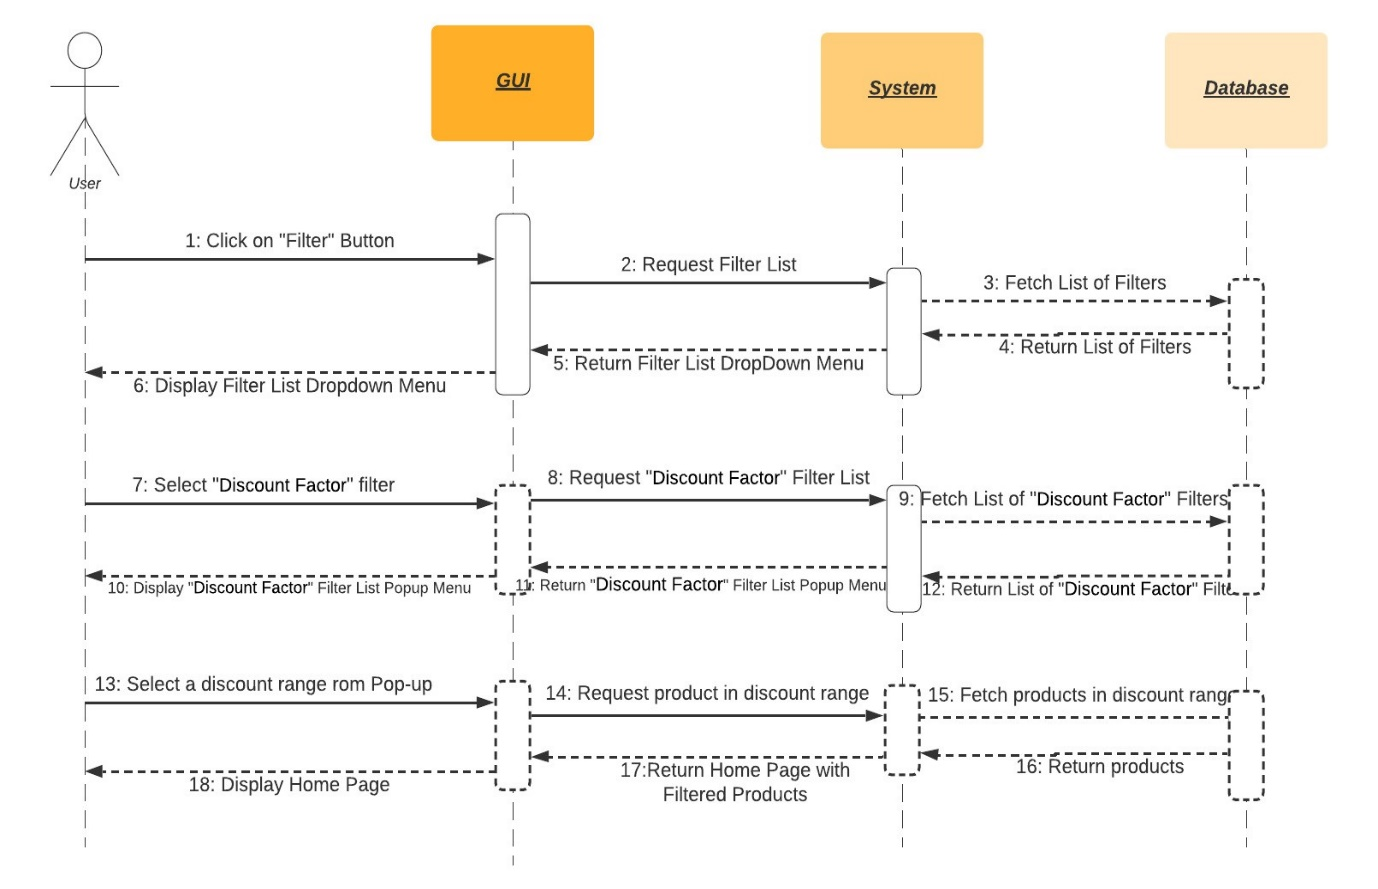 GUI
System
Database
User
1: Click on "Filter" Button
2: Request Filter List
3: Fetch List of Filters
4: Return List of Filters
5: Return Filter List DropDown Menu
6: Display Filter List Dropdown Menu
7: Select "Discount Factor" filter
8: Request "Discount Factor" Filter List
9: Fetch List of "Discount Factor" Filters
10: Display "Discount Factor" Filter List Popup Menu
11: Return "Discount Factor" Filter List Popup Menu
12: Return List of "Discount Factor"
13: Select a discount range rom Pop-up
14: Request product in discount range
15: Fetch products in discount
16: Return products
17:Return Home Page with
Filtered Products
18: Display Home Page